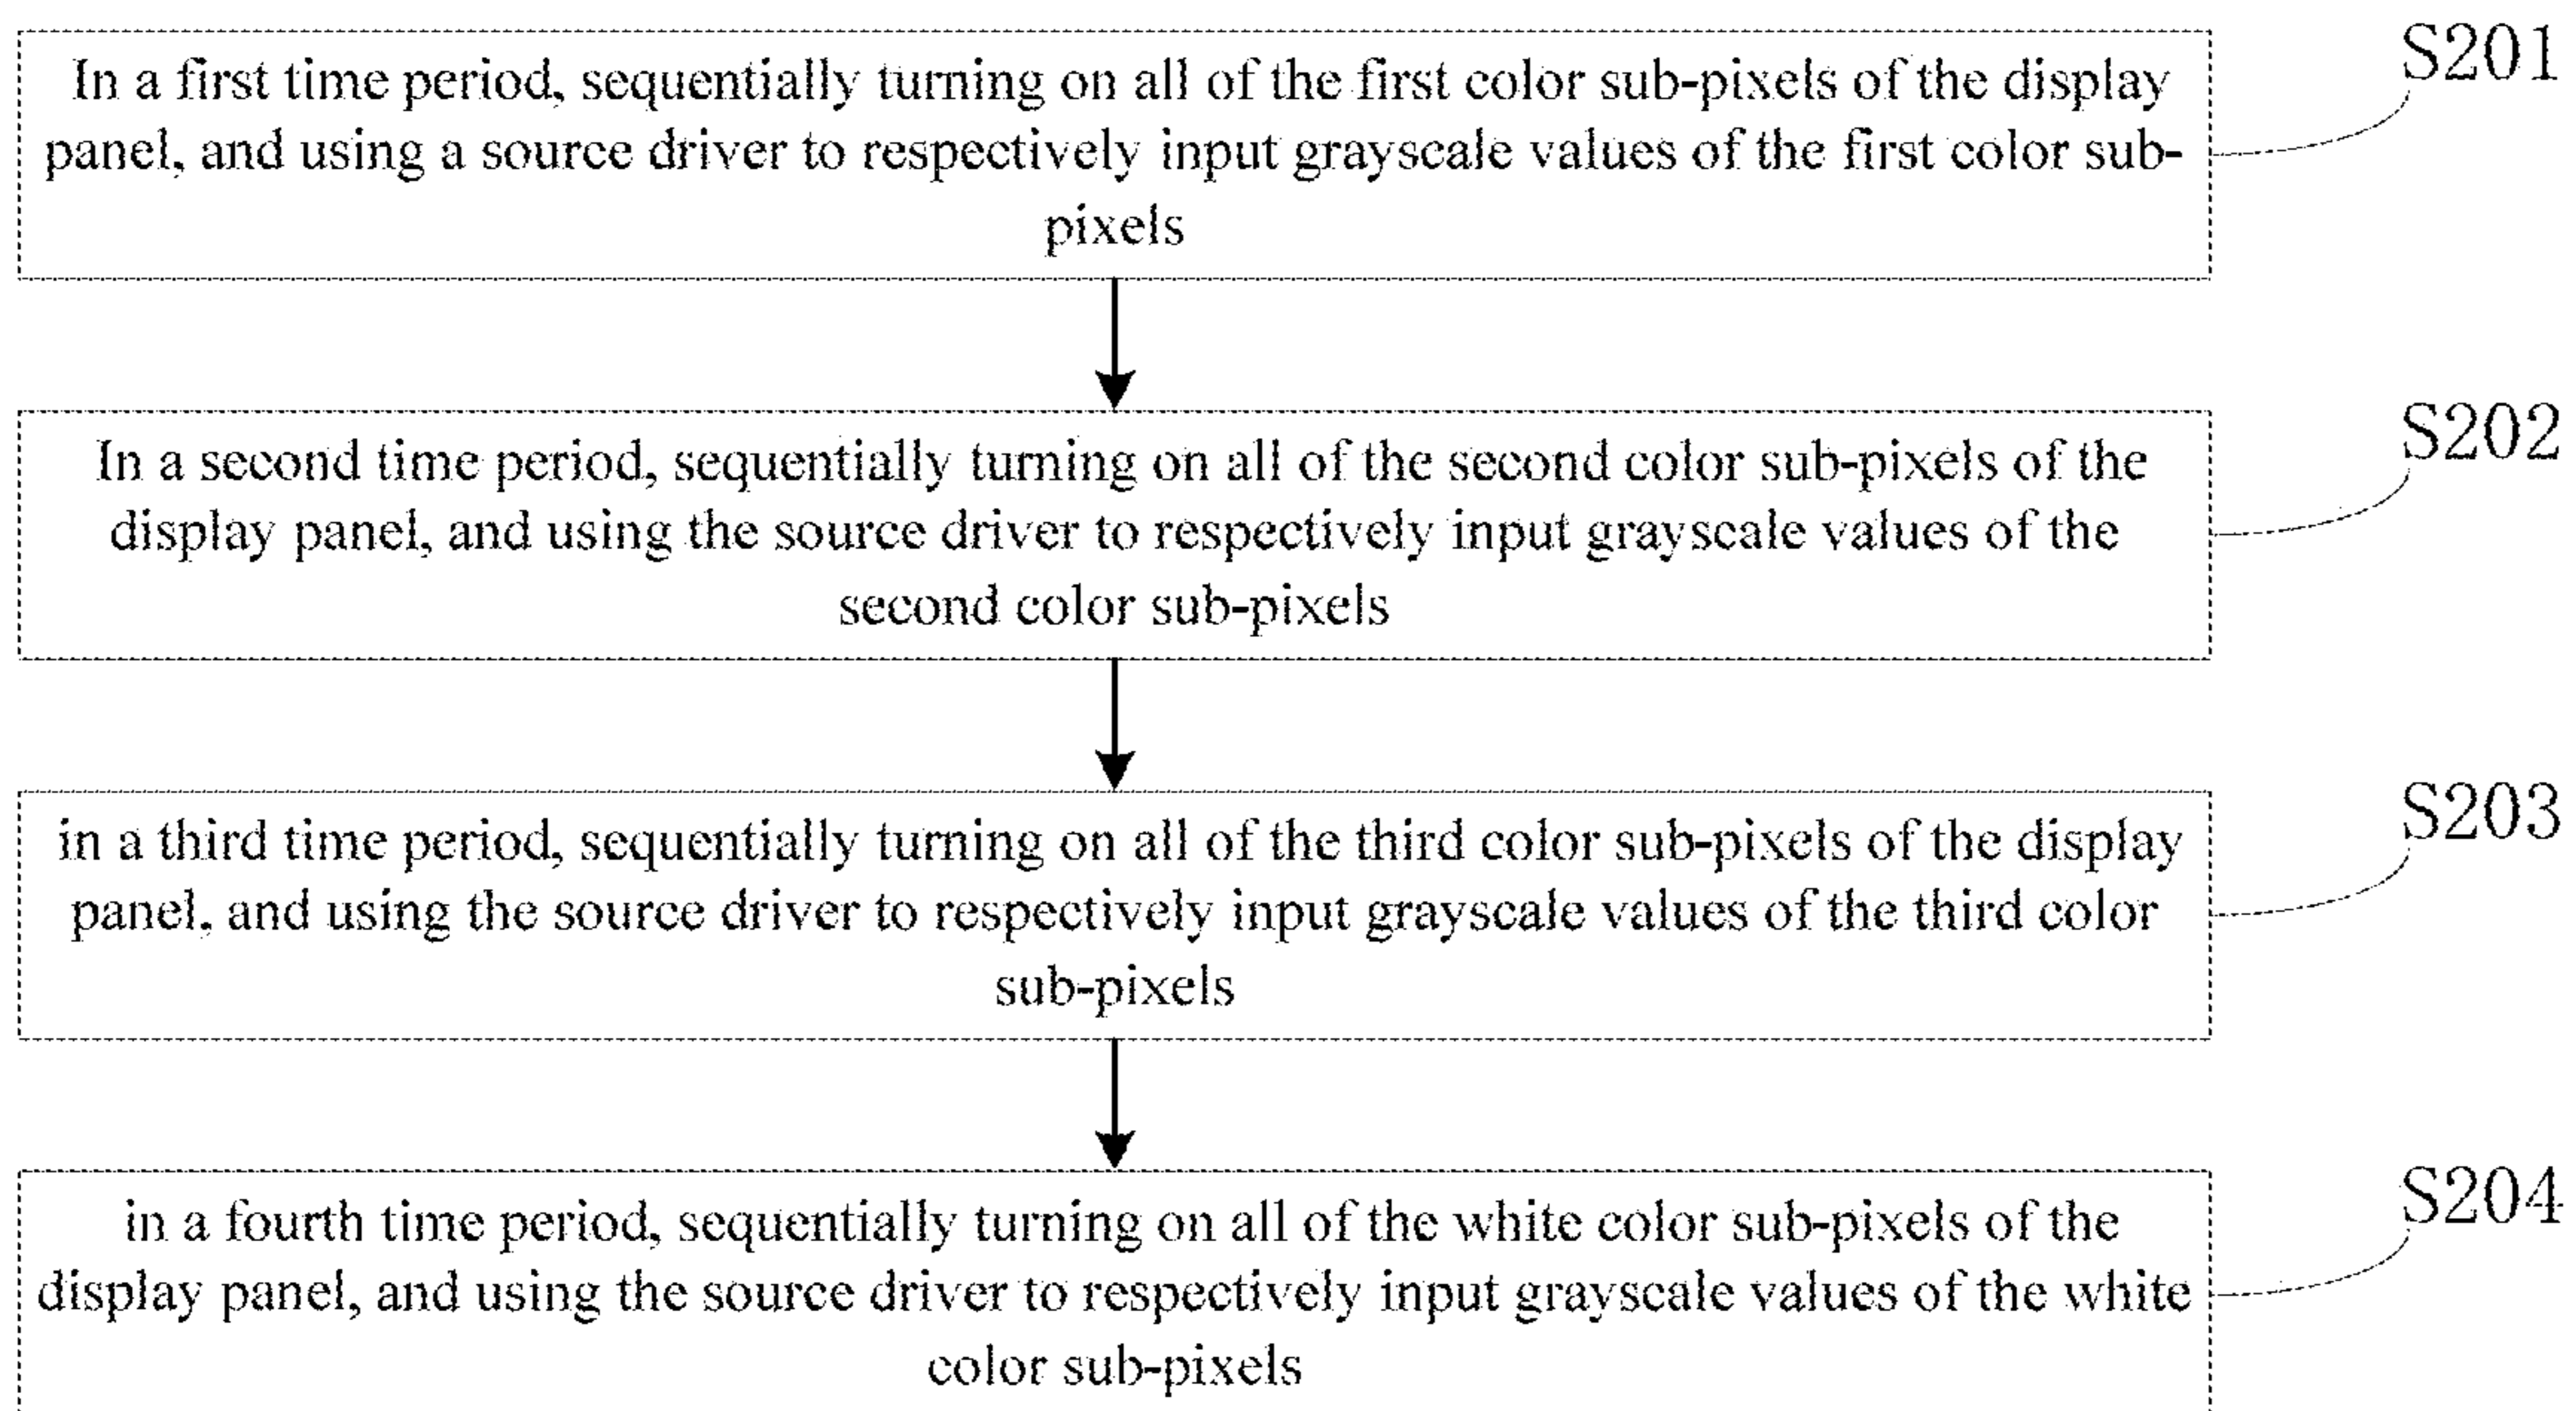 In a first time period, sequentially turning on all of the first color sub-pixels of the display
panel, and using a source driver to respectively input grayscale values of the first color sub-
pixels
S201
In a second time period, sequentially turning on all of the second color sub-pixels of the
display panel, and using the source driver to respectively input grayscale values of the
second color sub-pixels
S202
in a third time period, sequentially turning on all of the third color sub-pixels of the display
panel, and using the source driver to respectively input grayscale values of the third color
sub-pixels
S203
in a fourth time period, sequentially turning on all of the white color sub-pixels of the
display panel, and using the source driver to respectively input grayscale values of the white
color sub-pixels
S204